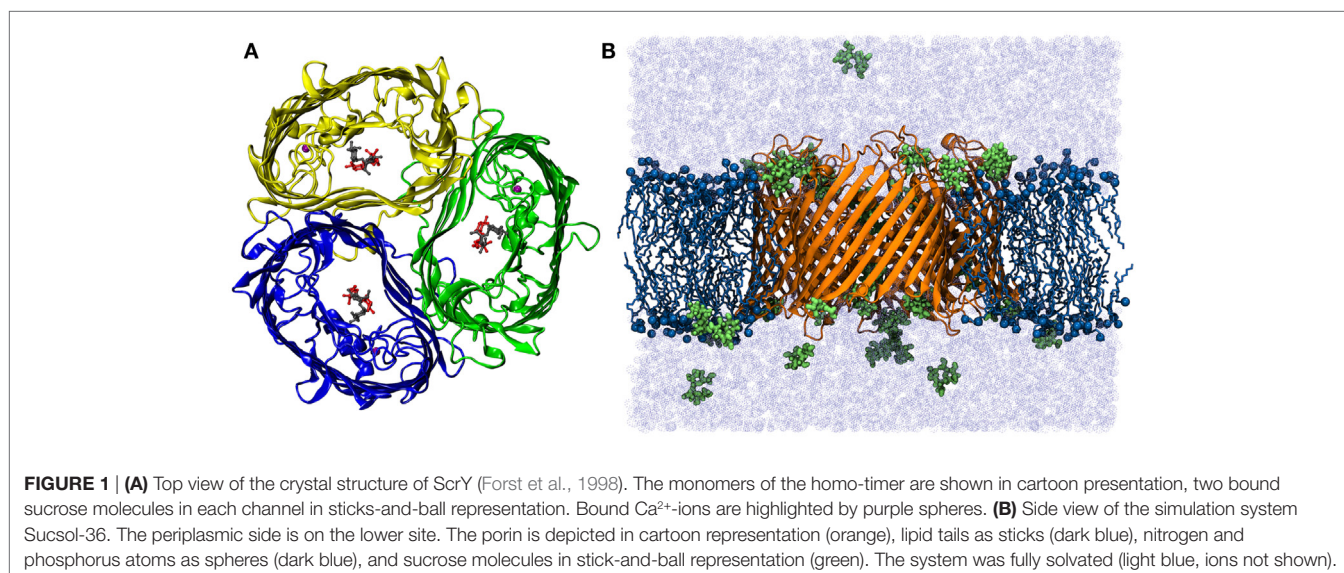 A
B
FIGURE 1 | (A) Top view of the crystal structure of ScrY (Forst et al., 1998). The monomers of the homo-timer are shown in cartoon presentation, two bound
sucrose molecules in each channel in sticks-and-ball representation. Bound Ca²⁺-ions are highlighted by purple spheres. (B) Side view of the simulation system
Sucsol-36. The periplasmic side is on the lower site. The porin is depicted in cartoon representation (orange), lipid tails as sticks (dark blue), nitrogen and
phosphorus atoms as spheres (dark blue), and sucrose molecules in stick-and-ball representation (green). The system was fully solvated (light blue, ions not shown).